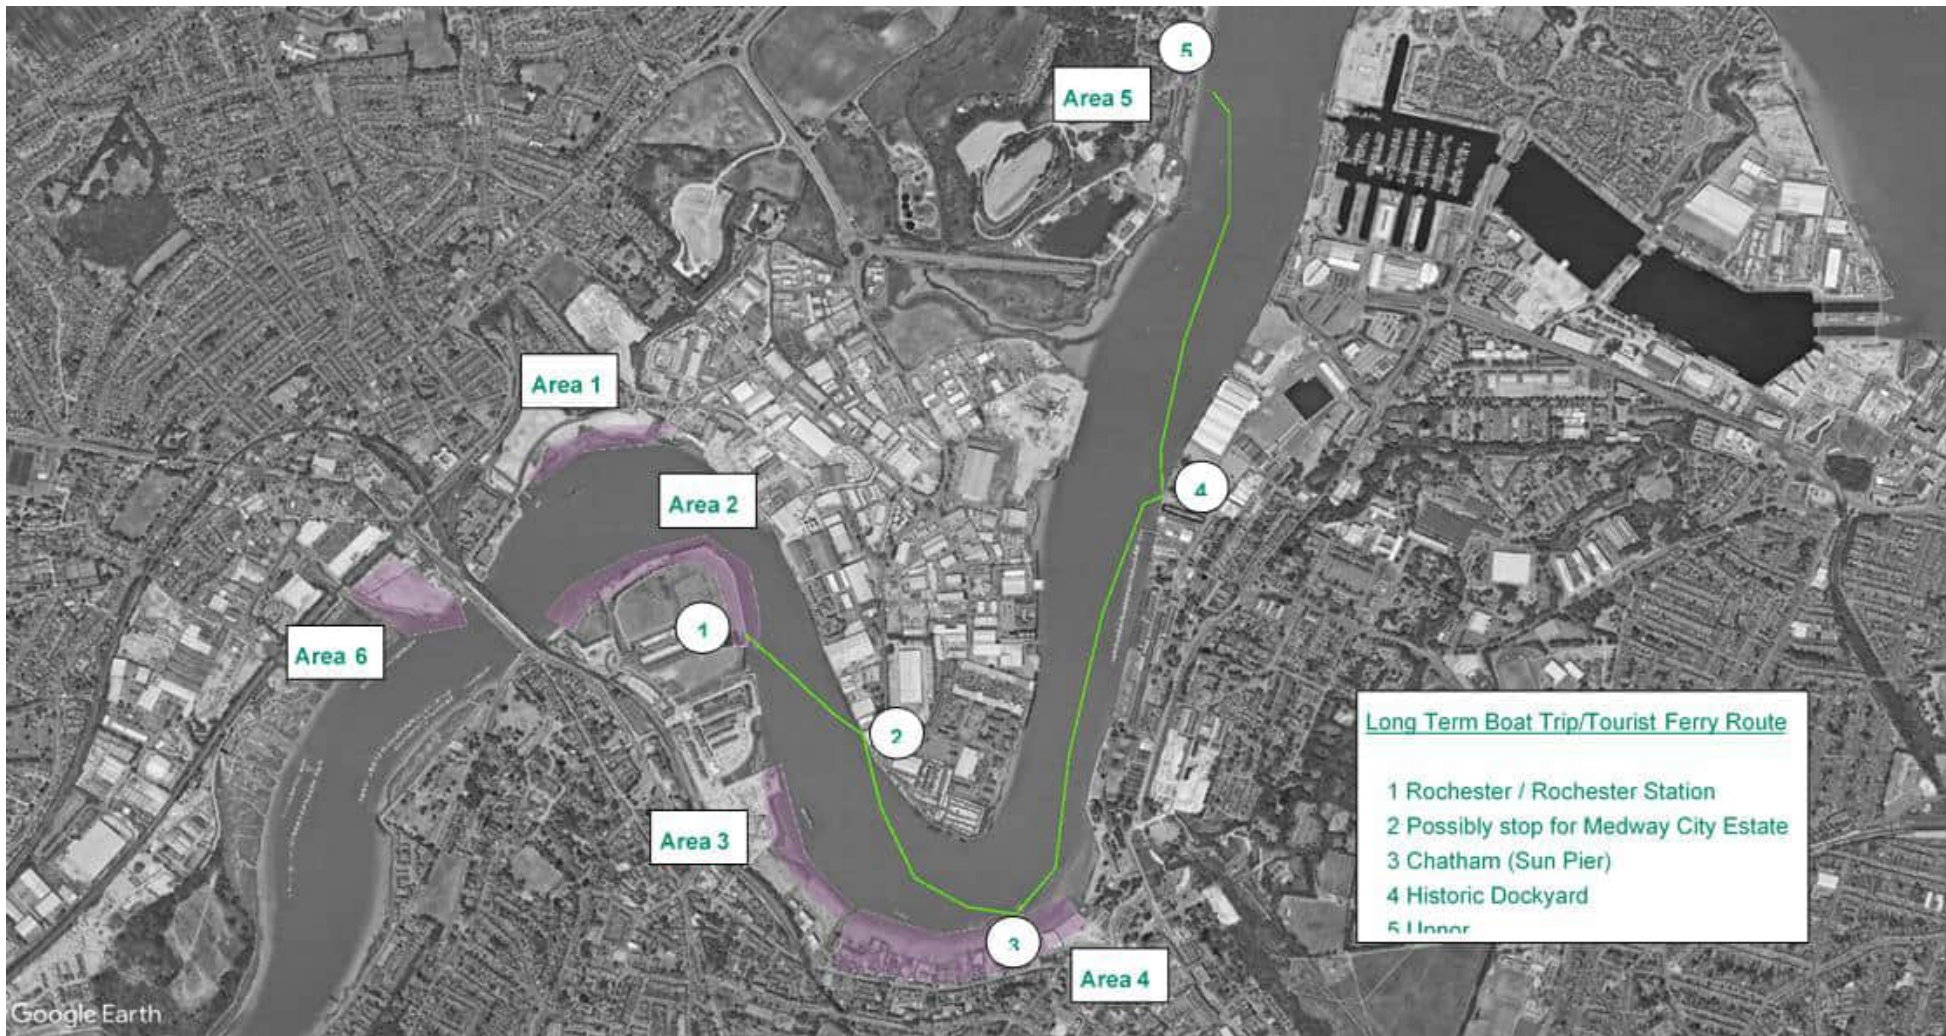 5
Area 5
Area 1
Area 2
4
1
Area 6
2
Area 3
3
Area 4
Long Term Boat Trip/Tourist Ferry Route
1 Rochester / Rochester Station
2 Possibly stop for Medway City Estate
3 Chatham (Sun Pier)
4 Historic Dockyard
5 Upnor
Google Earth